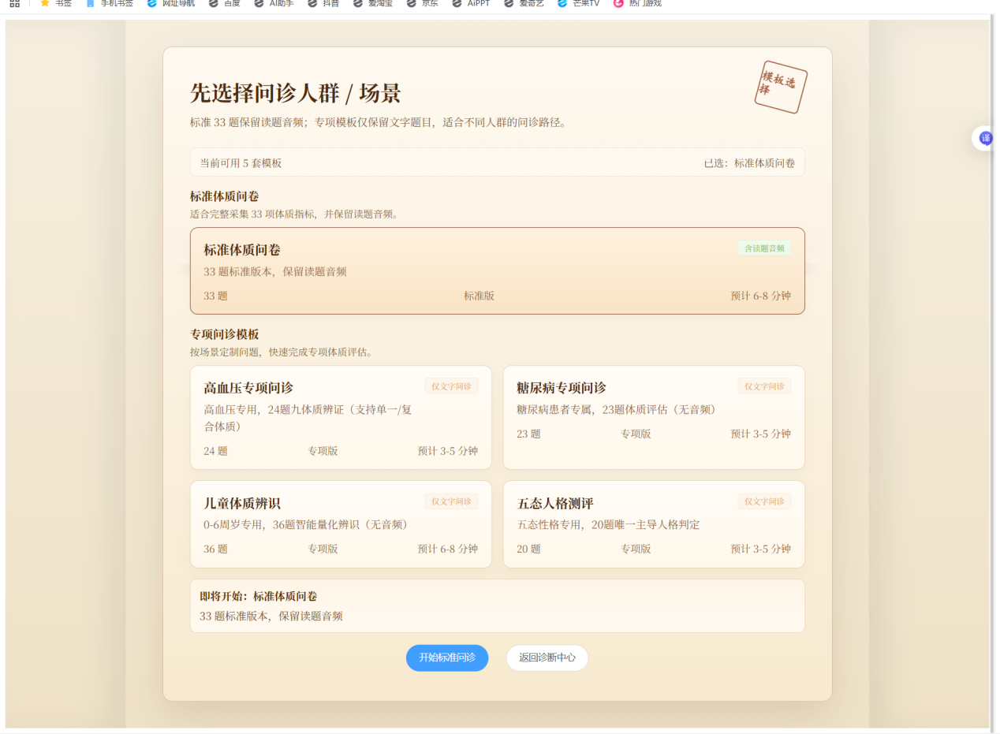 书签
手机书签
网址导航
百度
AI助手
抖音
爱淘宝
京东
AiPPT
爱奇艺
芒果TV
热门游戏
先选择问诊人群 / 场景
模板选
择
标准 33 题保留读题音频；专项模板仅保留文字题目，适合不同人群的问诊路径。
译
当前可用 5 套模板
已选：标准体质问卷
标准体质问卷
适合完整采集 33 项体质指标，并保留读题音频。
标准体质问卷
含读题音频
33 题标准版本，保留读题音频
33 题
标准版
预计 6-8 分钟
专项问诊模板
按场景定制问题，快速完成专项体质评估。
高血压专项问诊
仅文字问诊
高血压专用，24题九体质辨证（支持单一/复
合体质）
24 题
专项版
预计 3-5 分钟
糖尿病专项问诊
仅文字问诊
糖尿病患者专属，23题体质评估（无音频）
23 题
专项版
预计 3-5 分钟
儿童体质辨识
仅文字问诊
0-6周岁专用，36题智能量化辨识（无音频）
36 题
专项版
预计 6-8 分钟
五态人格测评
仅文字问诊
五态性格专用，20题唯一主导人格判定
20 题
专项版
预计 3-5 分钟
即将开始：标准体质问卷
33 题标准版本，保留读题音频
开始标准问诊
返回诊断中心